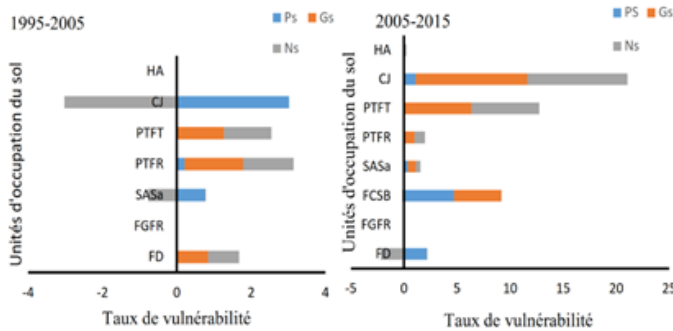 1995-2005
Ps Gs
Ns
Unités d'occupation du sol
HA
CJ
PTFT
PTFR
SASa
FGFR
FD
-4 -2 0 2 4
Taux de vulnérabilité
2005-2015
PS Gs
Ns
Unités d'occupation du sol
HA
CJ
PTFT
PTFR
SASa
FCSB
FGFR
FD
-5 0 5 10 15 20 25
Taux de vulnérabilité